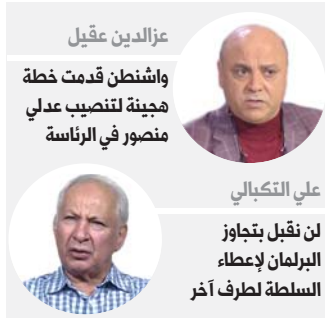 عزالدين عقيل
واشنطن قدمت خطة
هجينة لتنصيب عدلي
منصور في الرئاسة
علي التكبالي
لن نقبل بتجاوز
البرلمان لإعطاء
السلطة لطرف آخر